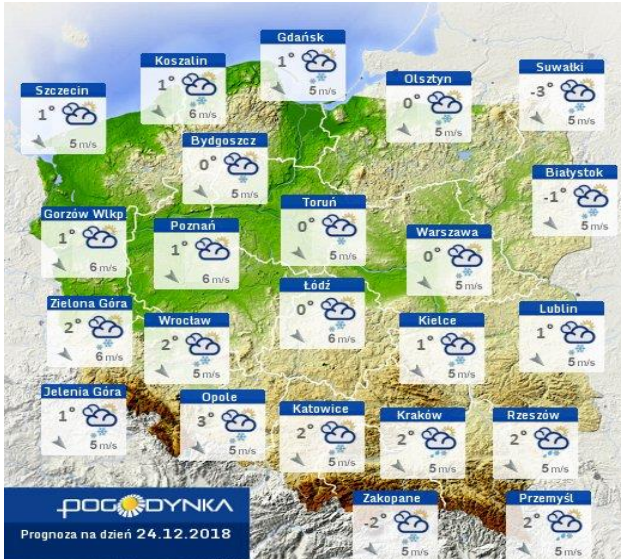 Gdańsk
1°
5 m/s
Koszalin
1°
6 m/s
Szczecin
1°
5 m/s
Olsztyn
0°
5 m/s
Suwałki
-3°
5 m/s
Bydgoszcz
0°
5 m/s
Białystok
-1°
5 m/s
Gorzów Wlkp
1°
6 m/s
Poznań
1°
6 m/s
Toruń
0°
5 m/s
Warszawa
0°
5 m/s
Zielona Góra
2°
6 m/s
Wrocław
2°
5 m/s
Łódź
0°
6 m/s
Kielce
1°
5 m/s
Lublin
1°
5 m/s
Jelenia Góra
1°
5 m/s
Opole
3°
5 m/s
Katowice
2°
5 m/s
Kraków
2°
5 m/s
Rzeszów
2°
5 m/s
Zakopane
-2°
5 m/s
Przemyśl
2°
5 m/s
POGODYNKA
Prognoza na dzień 24.12.2018